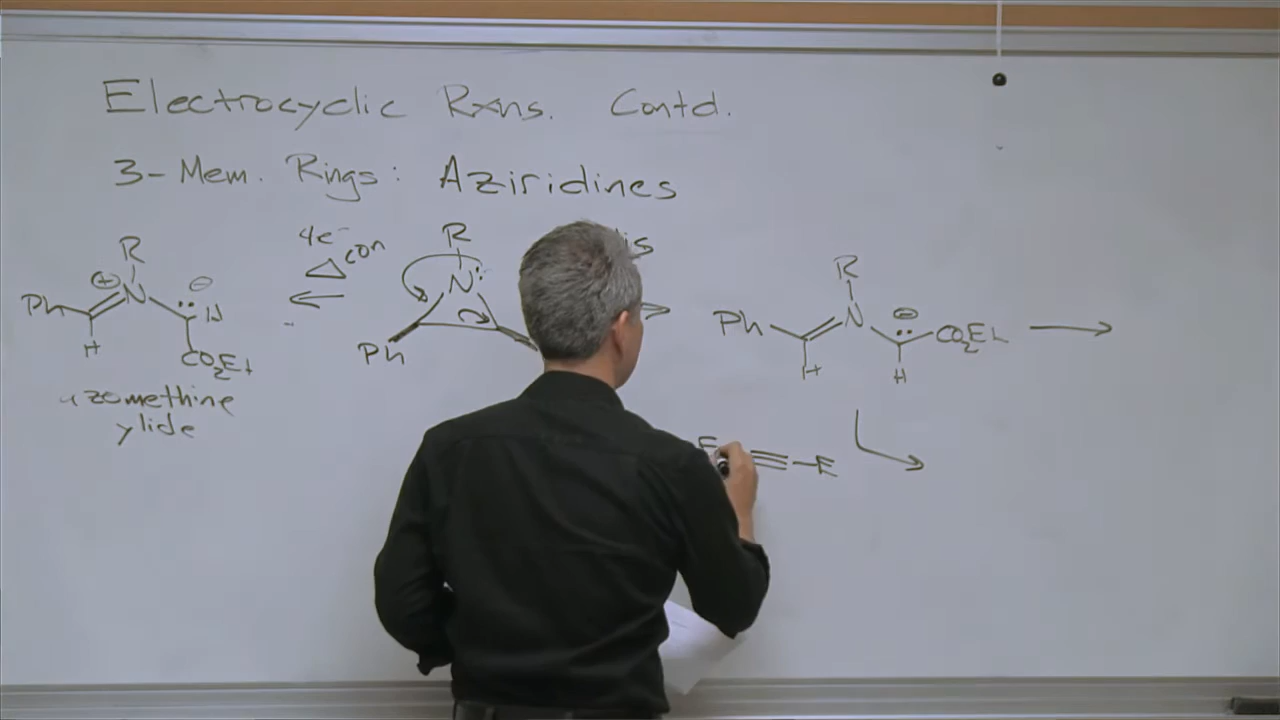 Electrocyclic Rxns. Contd.
3-Mem. Rings: Aziridines
R
Ph
⊕
N
⊖
H
H
CO2Et
azomethine
ylide
4e-
Δ con
R
N:
Ph
R
Ph
N
⊖
CO2Et
H
H
E
≡
E